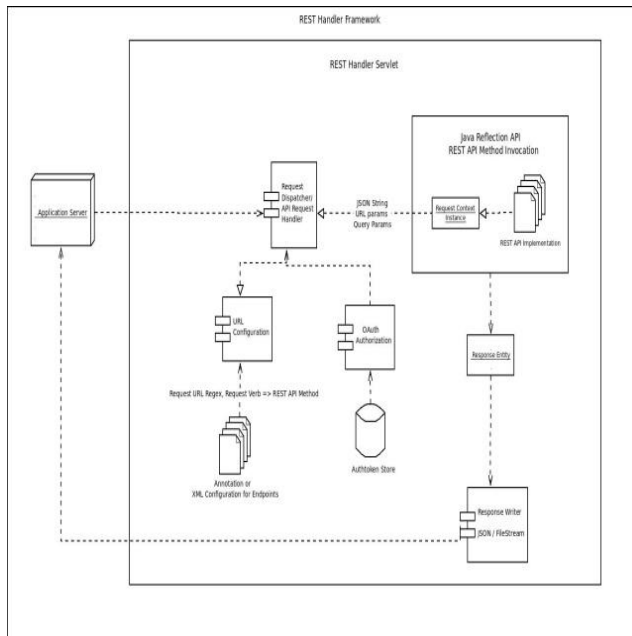 REST Handler Framework
REST Handler Servlet
Java Reflection API
REST API Method Invocation
Request
Dispatcher/
API Request
Handler
JSON String
URL params
Query Params
Request Context
Instance
REST API Implementation
Application Server
URL
Configuration
OAuth
Authorization
Response Entity
Request URL Regex, Request Verb => REST API Method
Annotation or
XML Configuration for Endpoints
Authtoken Store
Response Writer
JSON / FileStream